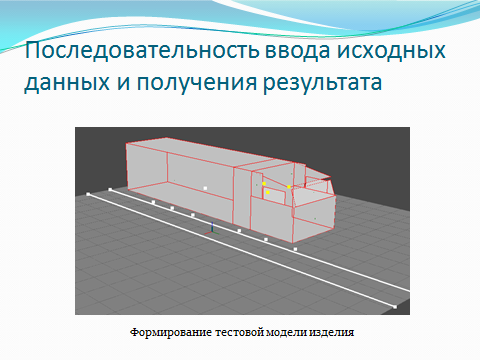 Последовательность ввода исходных
данных и получения результата
Формирование тестовой модели изделия